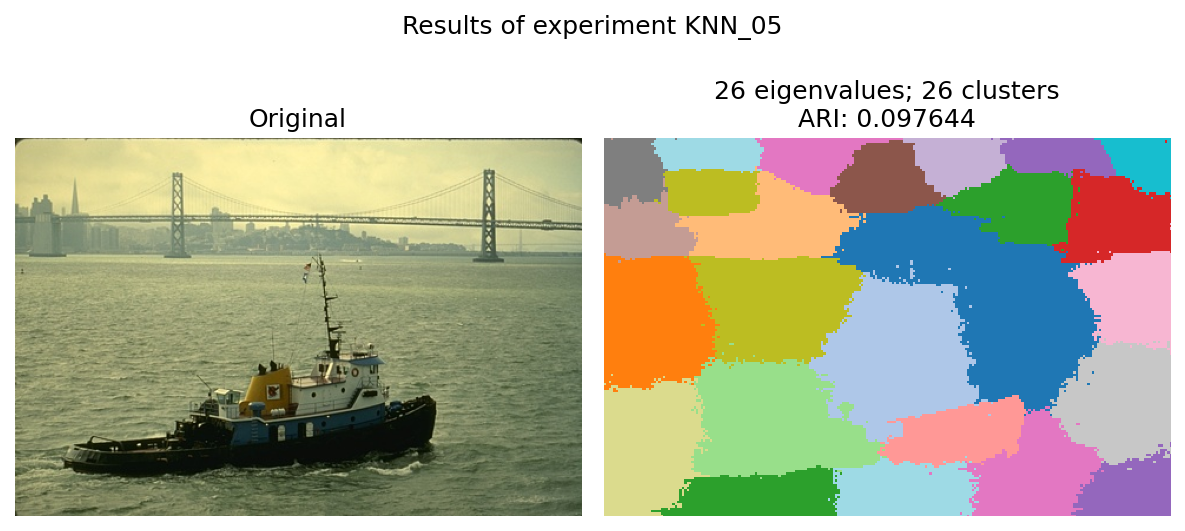 Results of experiment KNN_05
Original
26 eigenvalues; 26 clusters
ARI: 0.097644